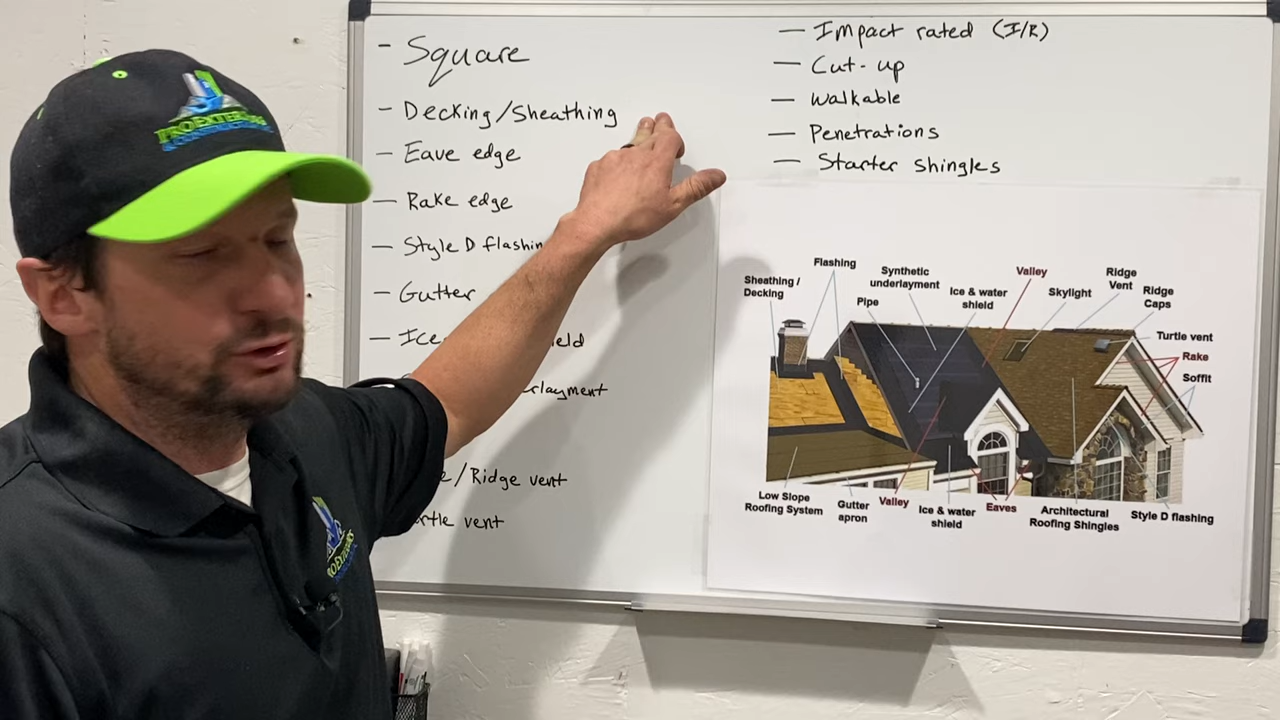 - Square
- Decking/Sheathing
- Eave edge
- Rake edge
- Style D flashin
- Gutter
- Ice eld
erlayment
e/Ridge vent
rtle vent
- Impact rated (I/R)
- Cut-up
- Walkable
- Penetrations
- Starter Shingles
Sheathing /
Decking
Flashing
Pipe
Synthetic
underlayment
Ice & water
shield
Valley
Skylight
Ridge
Vent
Ridge
Caps
Turtle vent
Rake
Soffit
Low Slope
Roofing System
Gutter
apron
Valley
Ice & water
shield
Eaves
Architectural
Roofing Shingles
Style D flashing